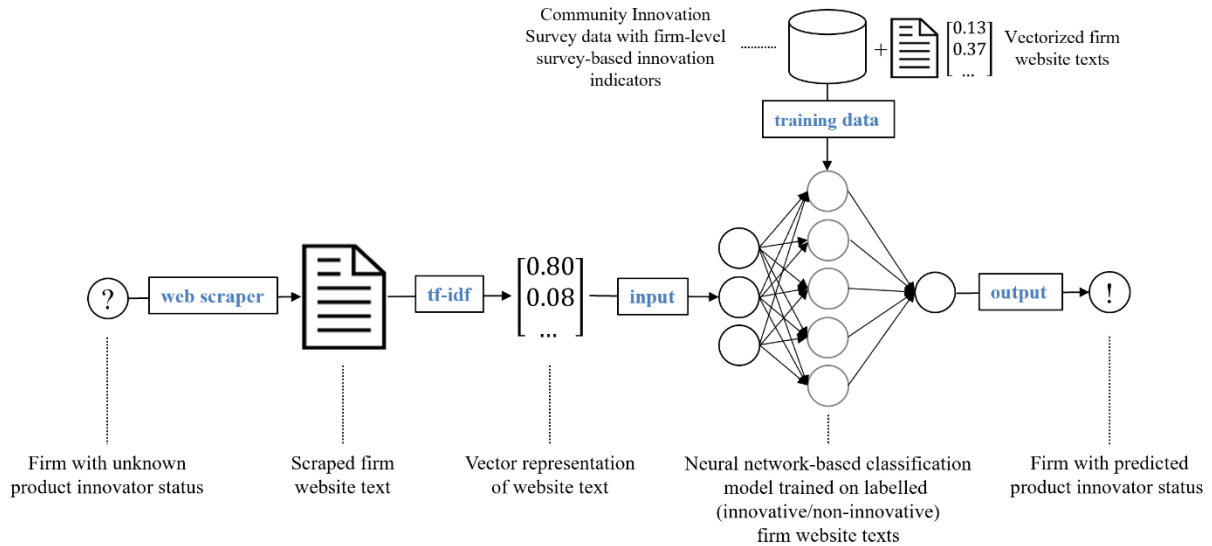 Community Innovation
Survey data with firm-level
survey-based innovation
indicators
+
0.13
0.37
...
Vectorized firm
website texts
training data
?
web scraper
tf-idf
0.80
0.08
...
input
output
!
Firm with unknown
product innovator status
Scraped firm
website text
Vector representation
of website text
Neural network-based classification
model trained on labelled
(innovative/non-innovative)
firm website texts
Firm with predicted
product innovator status